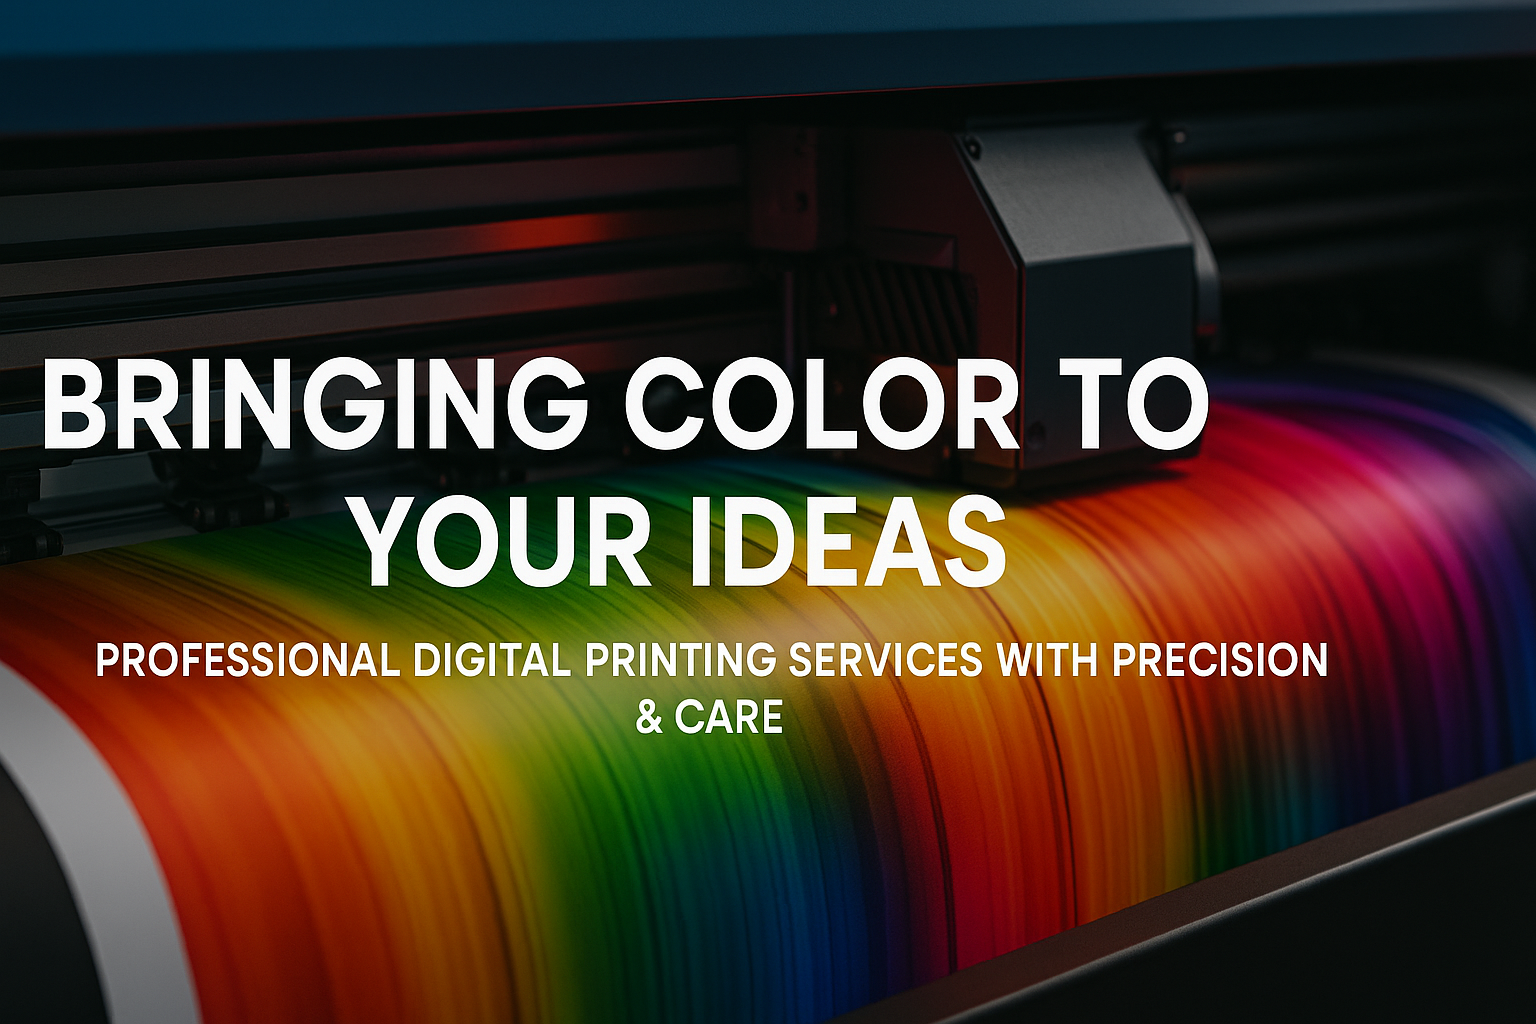 BRINGING COLOR TO
YOUR IDEAS
PROFESSIONAL DIGITAL PRINTING SERVICES WITH PRECISION
& CARE